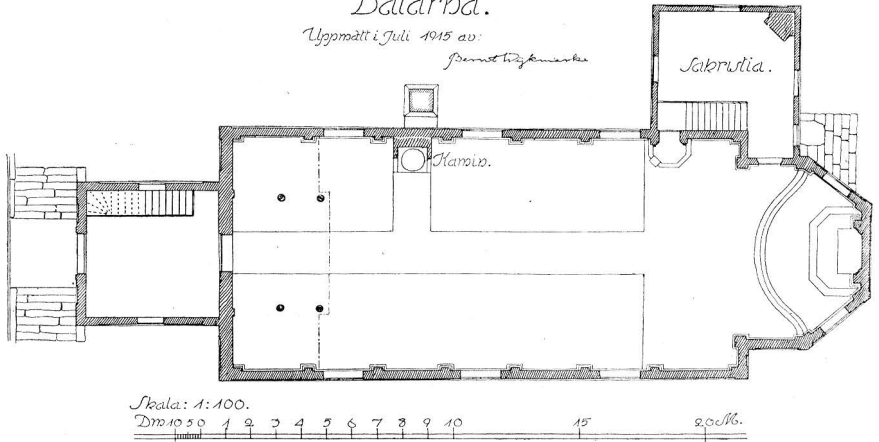 Dalarna.
Uppmätt i Juli 1915 av:
Sakristia.
Kamin.
Skala: 1:100.
Dm 10 5 0 1 2 3 4 5 6 7 8 9 10 15 20 M.